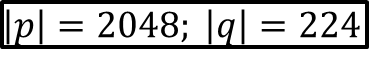 |p| = 2048; |q| = 224